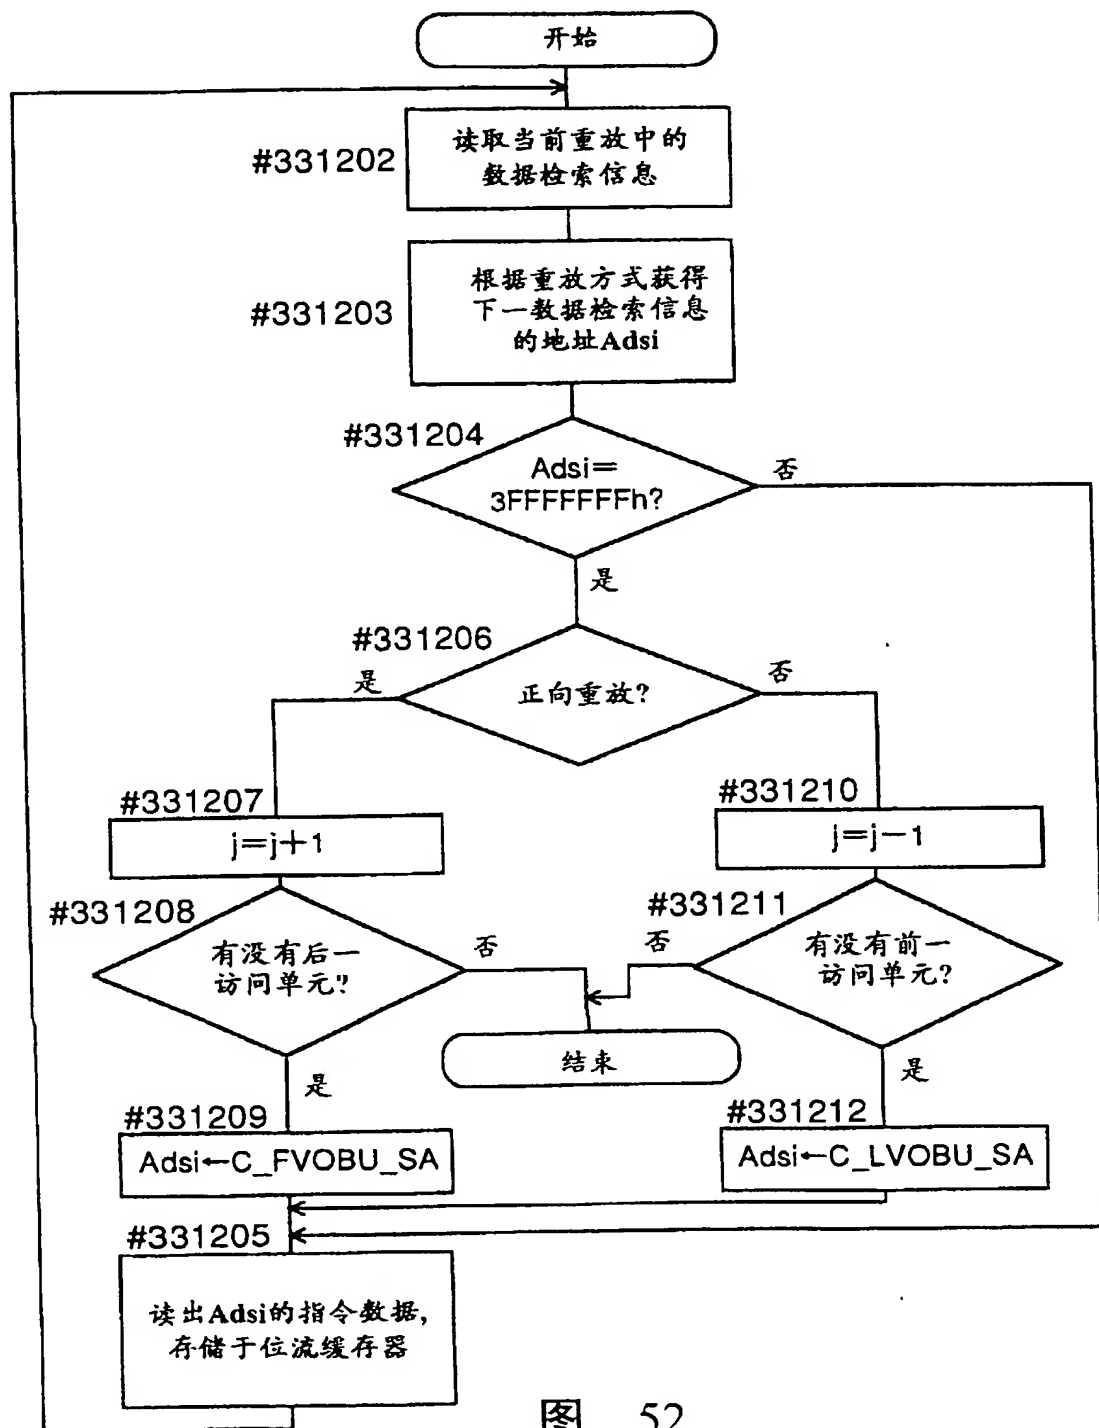 开始
#331202
读取当前重放中的
数据检索信息
#331203
根据重放方式获得
下一数据检索信息
的地址Adsi
#331204
Adsi=
3FFFFFFFh?
否
是
#331206
正向重放?
是
否
#331207
j=j+1
#331210
j=j-1
#331208
有没有后一
访问单元?
否
#331211
有没有前一
访问单元?
否
结束
是
是
#331209
Adsi←C_FVOBU_SA
#331212
Adsi←C_LVOBU_SA
#331205
读出Adsi的指令数据,
存储于位流缓存器
图 52